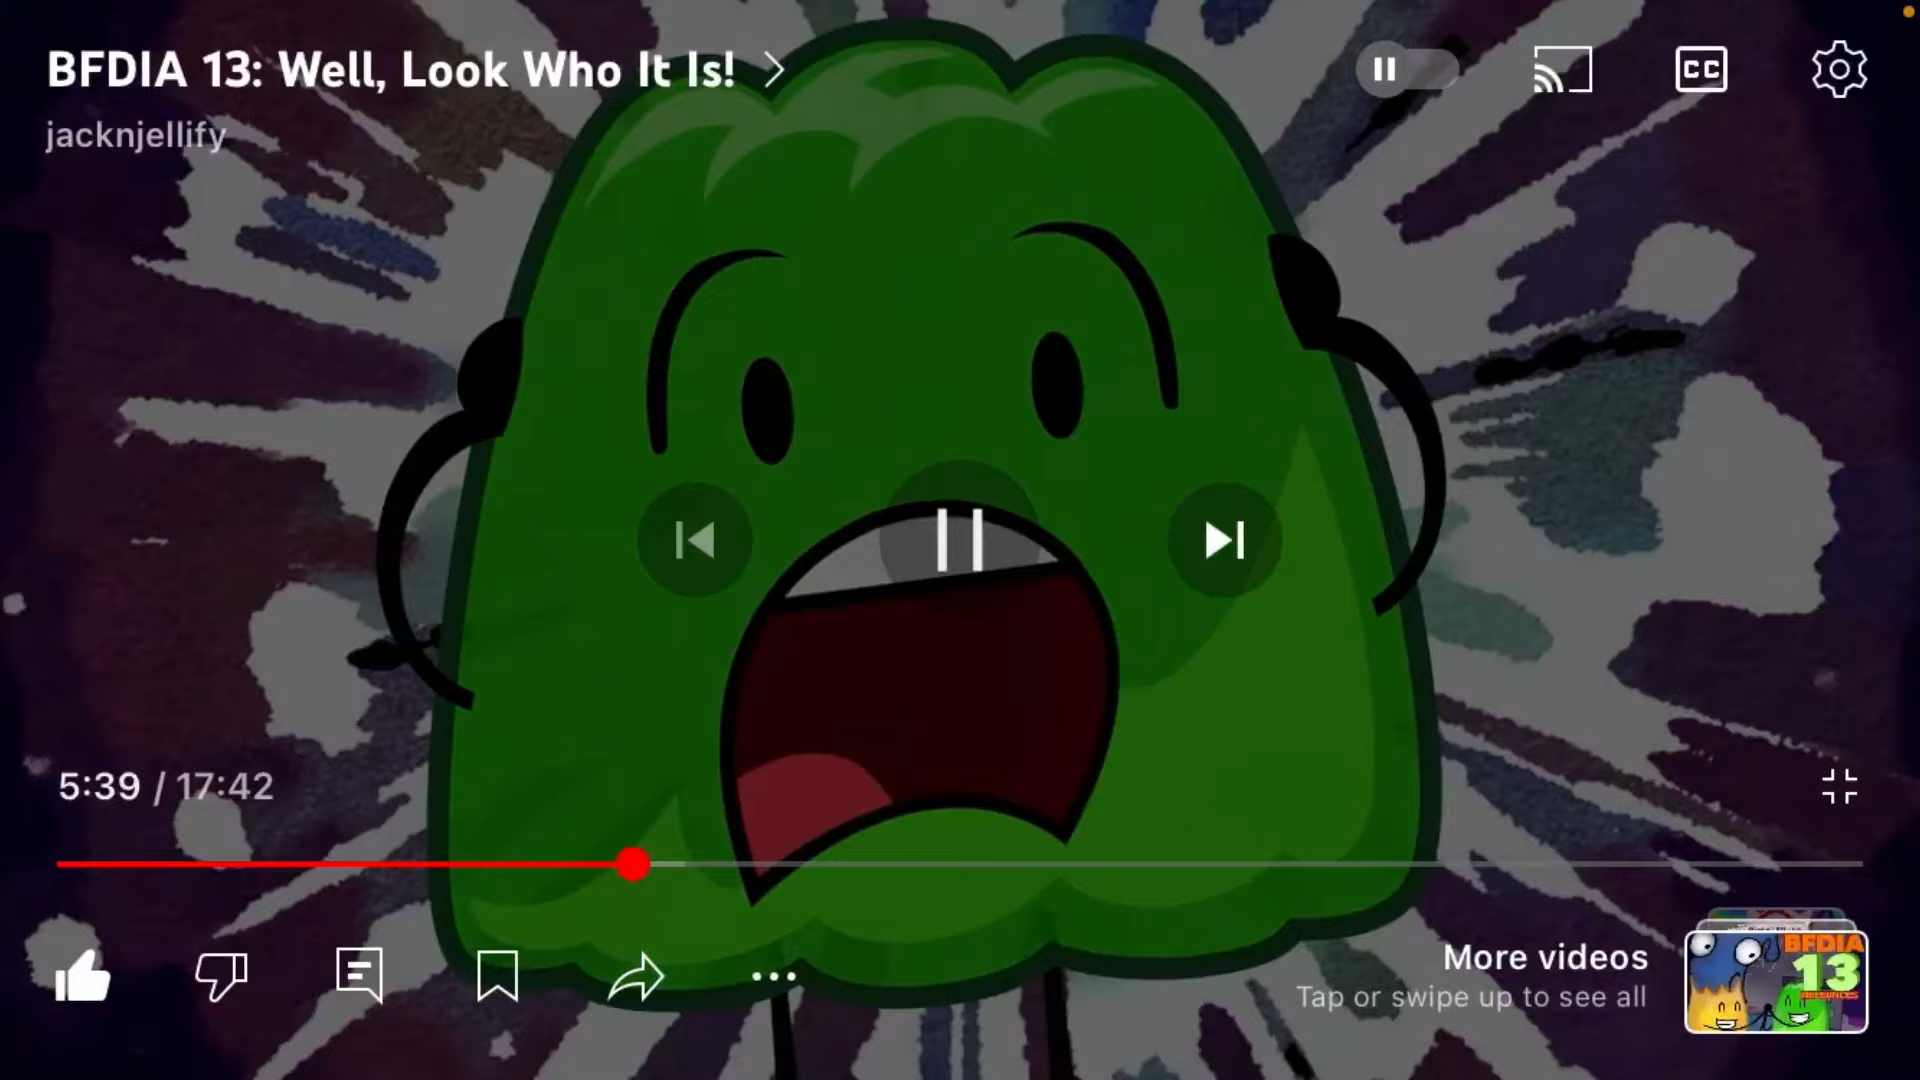 BFDIA 13: Well, Look Who It Is!
jacknjellify
CC
5:39 / 17:42
More videos
Tap or swipe up to see all
BFDIA
13